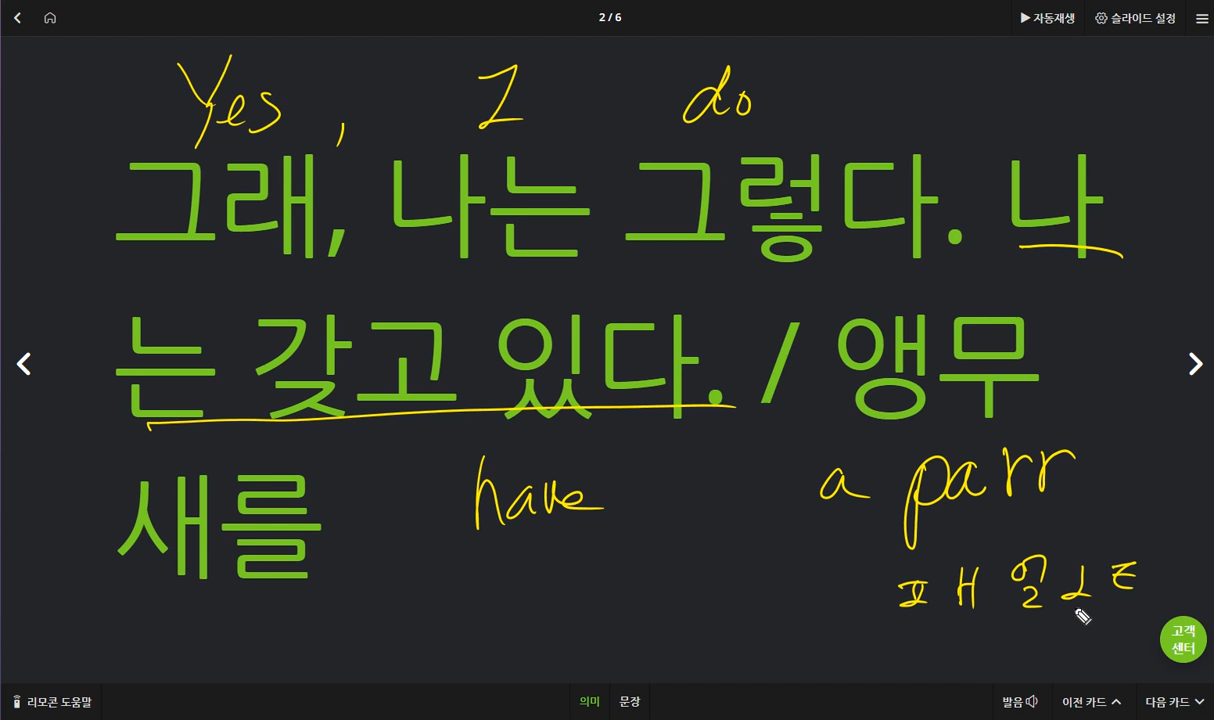 2 / 6
자동재생
슬라이드 설정
Yes, I do
그래, 나는 그렇다. 나
는 갖고 있다. / 앵무
새를
have
a parr
고객
센터
리모콘 도움말
의미
문장
발음
이전 카드
다음 카드